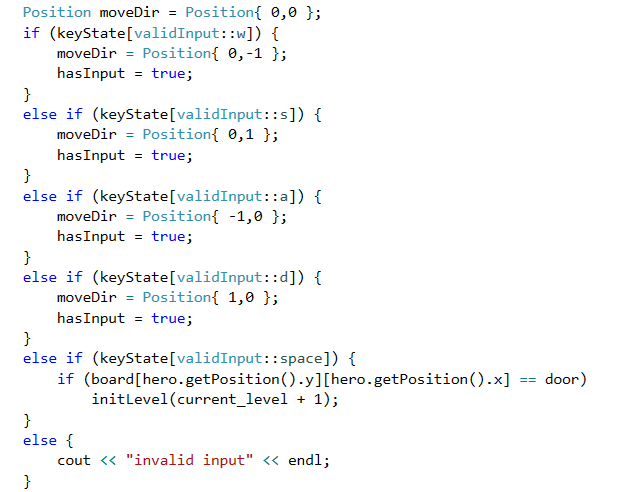 Position moveDir = Position{ 0,0 };
if (keyState[validInput::w]) {
    moveDir = Position{ 0,-1 };
    hasInput = true;
}
else if (keyState[validInput::s]) {
    moveDir = Position{ 0,1 };
    hasInput = true;
}
else if (keyState[validInput::a]) {
    moveDir = Position{ -1,0 };
    hasInput = true;
}
else if (keyState[validInput::d]) {
    moveDir = Position{ 1,0 };
    hasInput = true;
}
else if (keyState[validInput::space]) {
    if (board[hero.getPosition().y][hero.getPosition().x] == door)
        initLevel(current_level + 1);
}
else {
    cout << "invalid input" << endl;
}